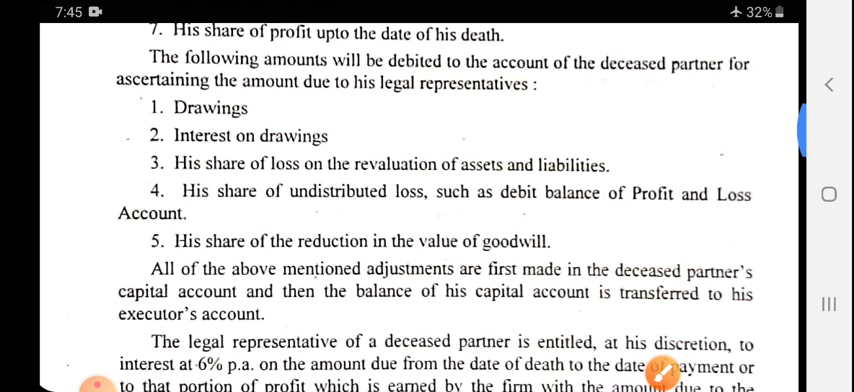 7:45 32%
7. His share of profit upto the date of his death.
The following amounts will be debited to the account of the deceased partner for
ascertaining the amount due to his legal representatives :
1. Drawings
2. Interest on drawings
3. His share of loss on the revaluation of assets and liabilities.
4. His share of undistributed loss, such as debit balance of Profit and Loss
Account.
5. His share of the reduction in the value of goodwill.
All of the above mentioned adjustments are first made in the deceased partner's
capital account and then the balance of his capital account is transferred to his
executor's account.
The legal representative of a deceased partner is entitled, at his discretion, to
interest at 6% p.a. on the amount due from the date of death to the date payment or
to that portion of profit which is earned by the firm with the amount due to the